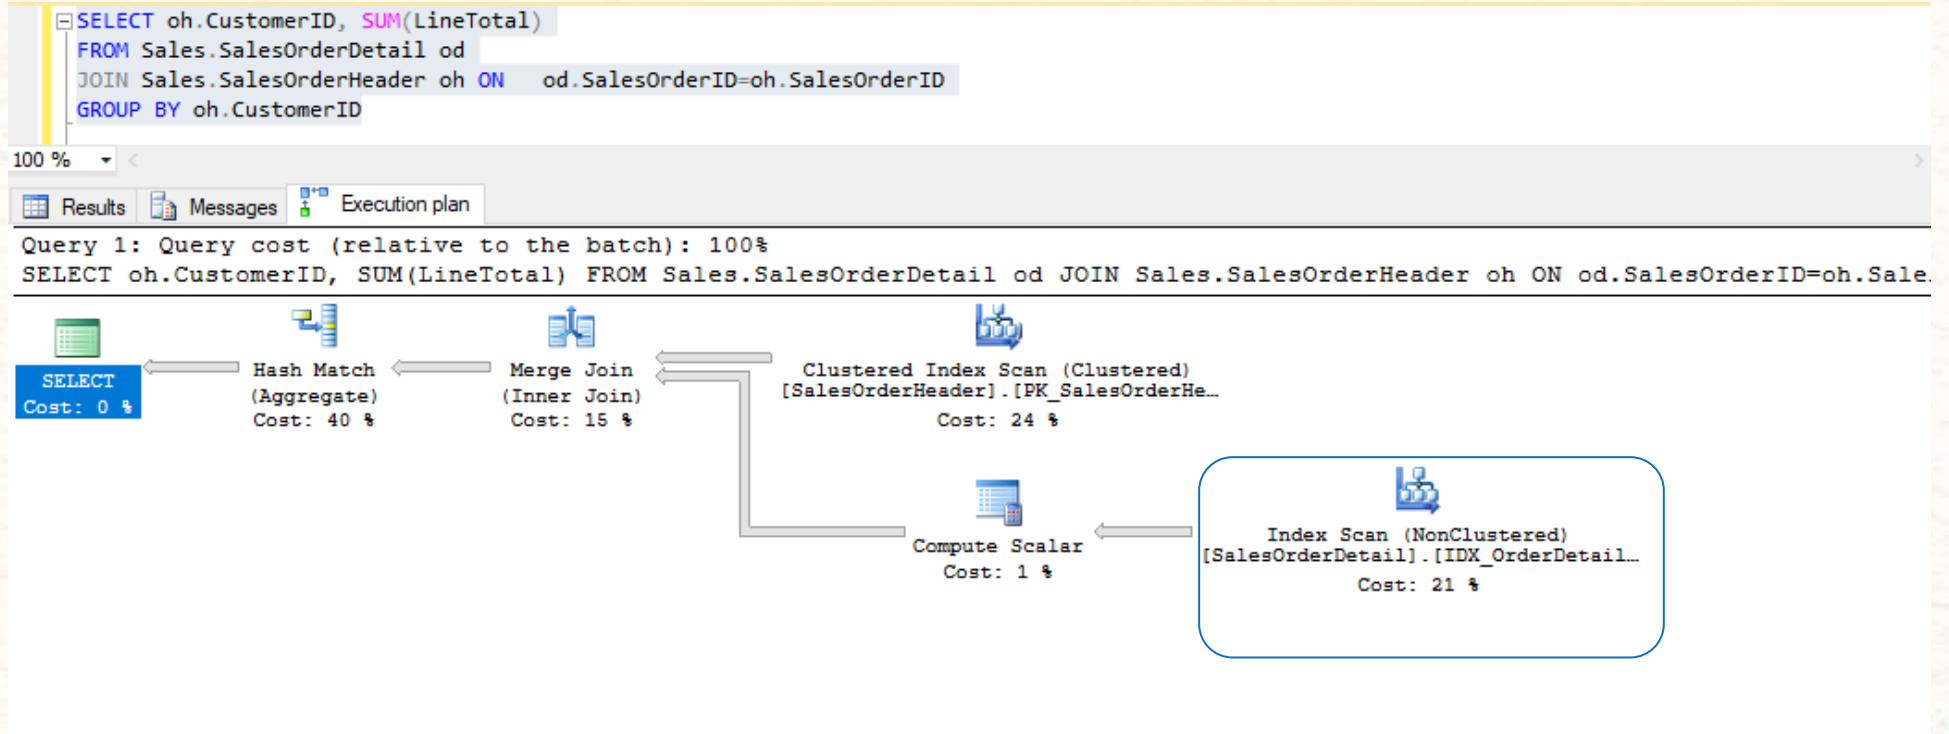 SELECT oh.CustomerID, SUM(LineTotal)
FROM Sales.SalesOrderDetail od
JOIN Sales.SalesOrderHeader oh ON   od.SalesOrderID=oh.SalesOrderID
GROUP BY oh.CustomerID
100 %
Results Messages Execution plan
Query 1: Query cost (relative to the batch): 100%
SELECT oh.CustomerID, SUM(LineTotal) FROM Sales.SalesOrderDetail od JOIN Sales.SalesOrderHeader oh ON od.SalesOrderID=oh.Sale.
SELECT
Cost: 0 %
Hash Match
(Aggregate)
Cost: 40 %
Merge Join
(Inner Join)
Cost: 15 %
Clustered Index Scan (Clustered)
[SalesOrderHeader].[PK_SalesOrderHe…
Cost: 24 %
Compute Scalar
Cost: 1 %
Index Scan (NonClustered)
[SalesOrderDetail].[IDX_OrderDetail…
Cost: 21 %